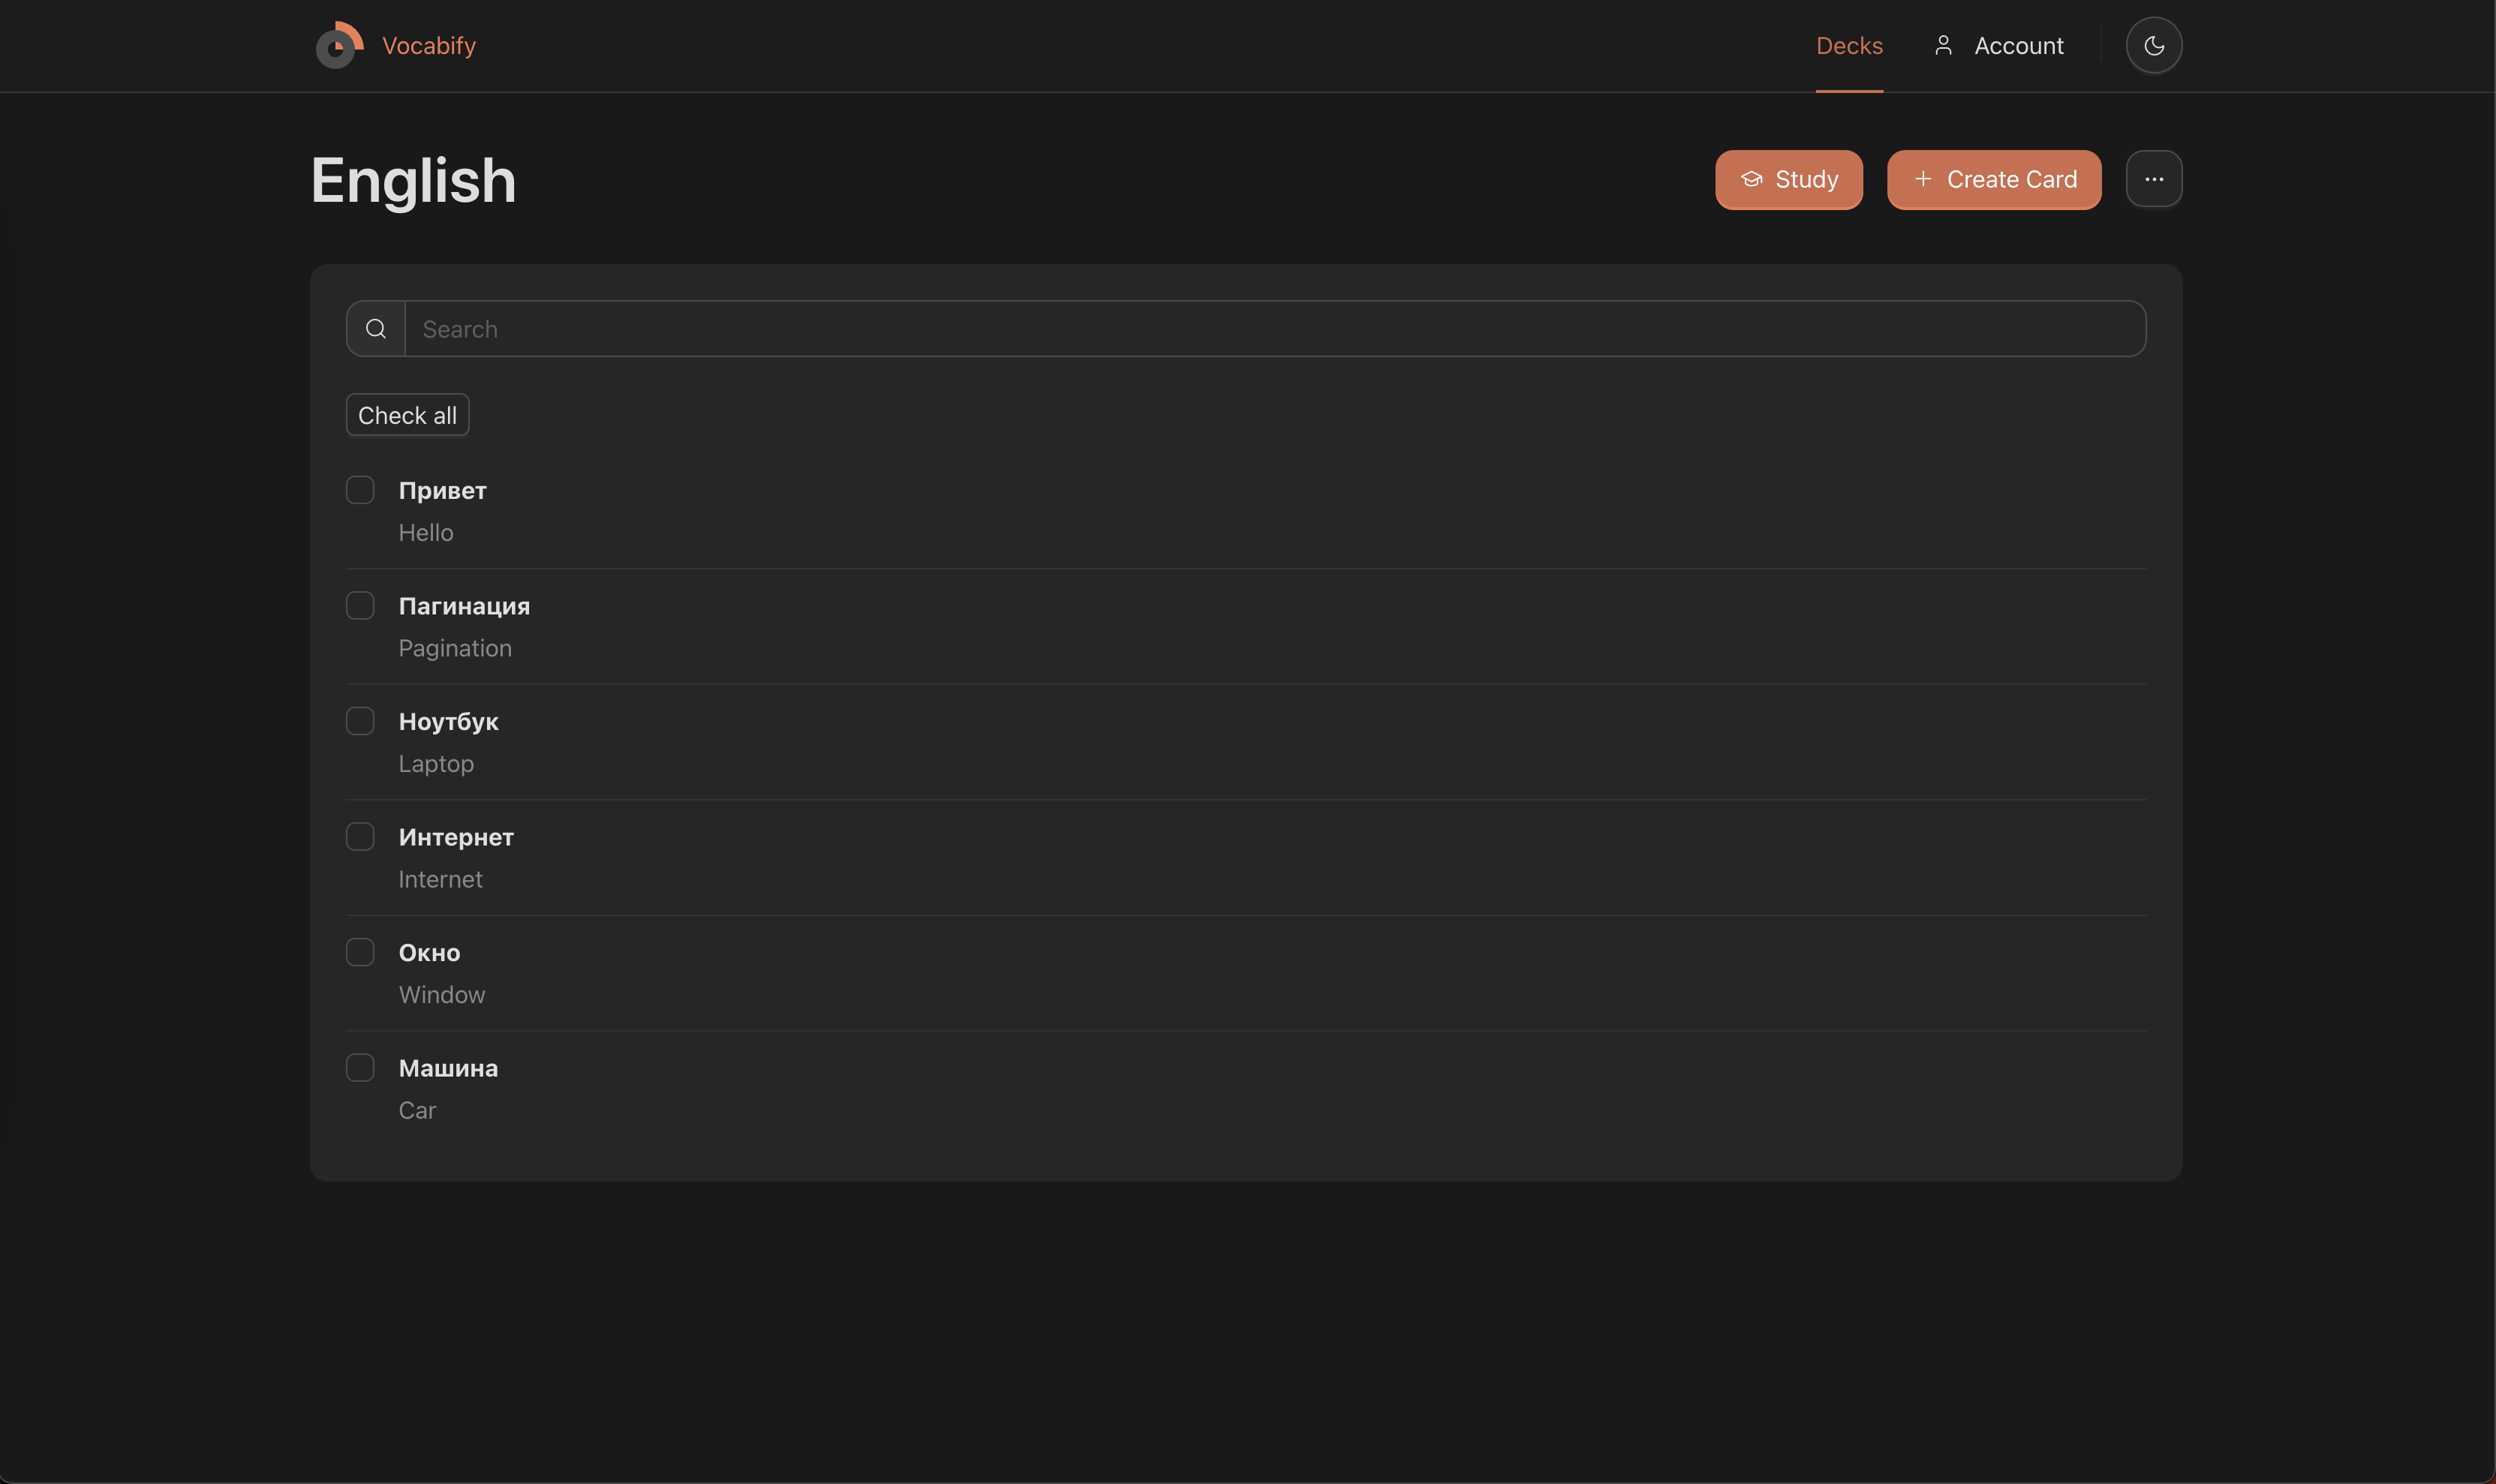 Vocabify
Decks
Account
English
Study
Create Card
Search
Check all
Привет
Hello
Пагинация
Pagination
Ноутбук
Laptop
Интернет
Internet
Окно
Window
Машина
Car